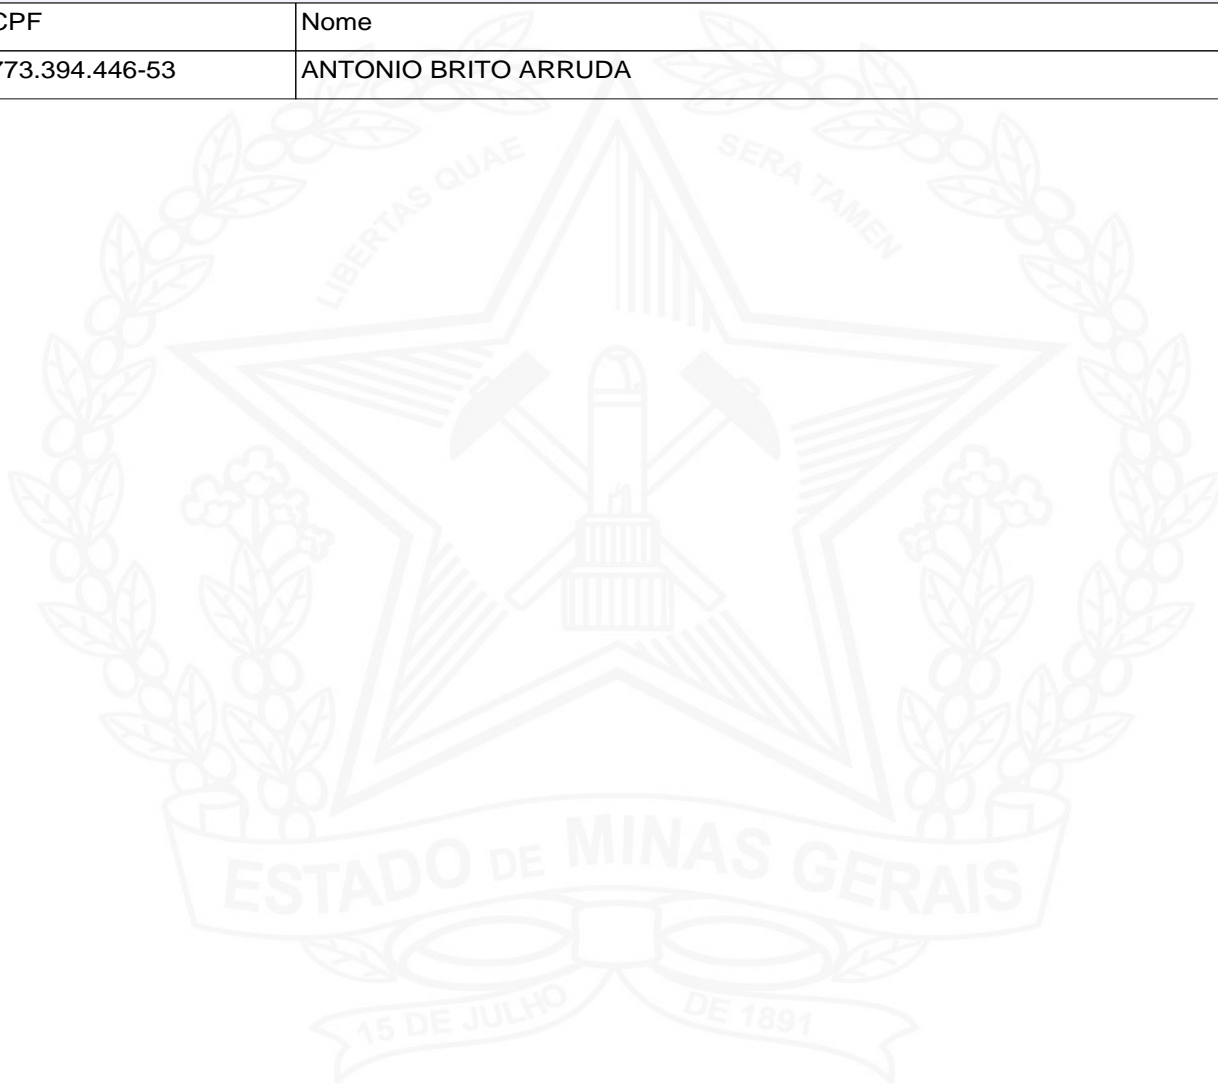 CPF Nome
773.394.446-53 ANTONIO BRITO ARRUDA
LIBERTAS QUAE SERA TAMEN
ESTADO DE MINAS GERAIS
15 DE JULHO DE 1891